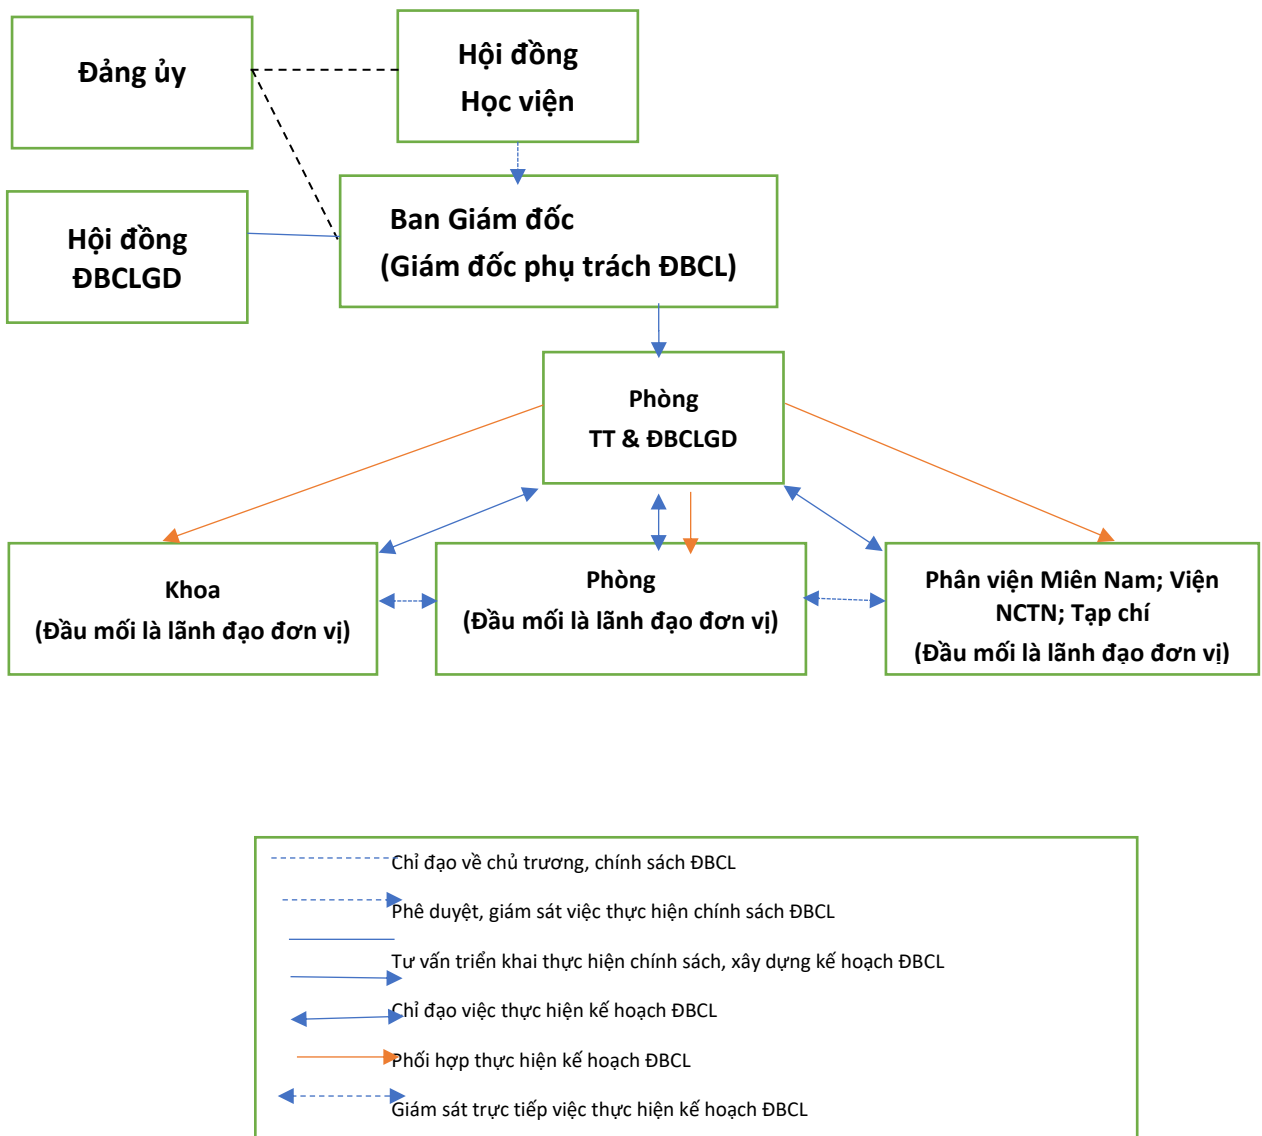 Đảng ủy
Hội đồng
Học viện
Hội đồng
ĐBCLGD
Ban Giám đốc
(Giám đốc phụ trách ĐBCL)
Phòng
TT & ĐBCLGD
Khoa
(Đầu mối là lãnh đạo đơn vị)
Phòng
(Đầu mối là lãnh đạo đơn vị)
Phân viện Miên Nam; Viện
NCTN; Tạp chí
(Đầu mối là lãnh đạo đơn vị)
Chỉ đạo về chủ trương, chính sách ĐBCL
Phê duyệt, giám sát việc thực hiện chính sách ĐBCL
Tư vấn triển khai thực hiện chính sách, xây dựng kế hoạch ĐBCL
Chỉ đạo việc thực hiện kế hoạch ĐBCL
Phối hợp thực hiện kế hoạch ĐBCL
Giám sát trực tiếp việc thực hiện kế hoạch ĐBCL